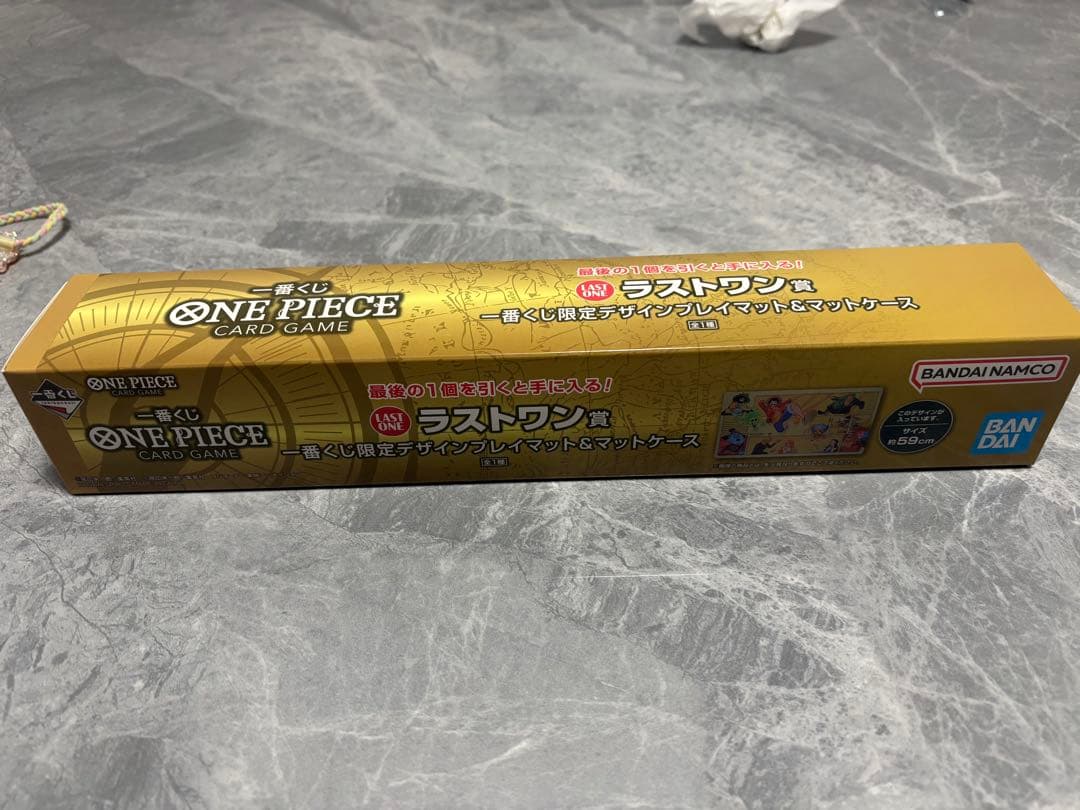 一番くじ
ONE PIECE
CARD GAME
最後の1個を引くと手に入る!
LAST ONE ラストワン賞
一番くじ限定デザインプレイマット&マットケース
全1種
一番くじ
ONE PIECE
CARD GAME
一番くじ
ONE PIECE
CARD GAME
最後の1個を引くと手に入る!
LAST ONE ラストワン賞
一番くじ限定デザインプレイマット&マットケース
全1種
このデザインが
入っています。
サイズ
約59cm
BANDAI NAMCO
BAN
DAI